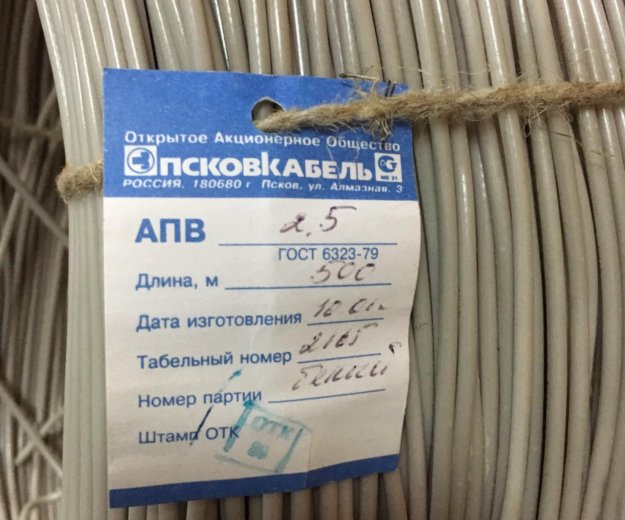 Открытое Акционерное Общество
ПСКОВКАБЕЛЬ
РОССИЯ, 180680 г Псков, ул. Алмазная, 3
АПВ 2,5
ГОСТ 6323-79
Длина, м 500
Дата изготовления
Табельный номер 2165
Номер партии белый
Штамп ОТК
ОТК